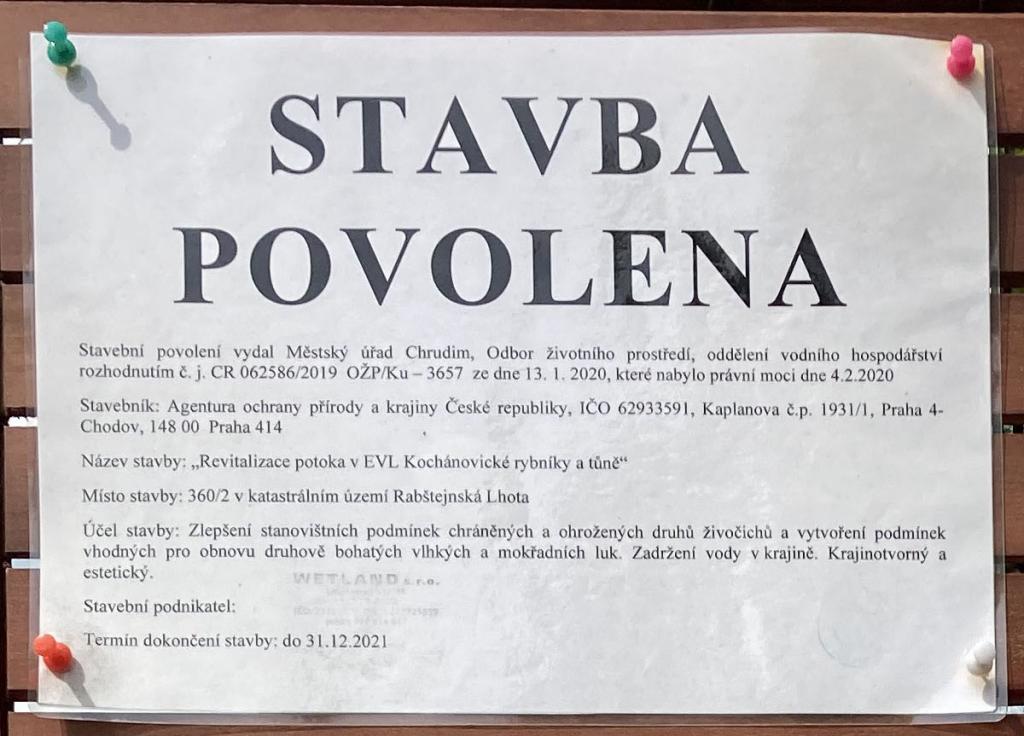 STAVBA
POVOLENA
Stavební povolení vydal Městský úřad Chrudim, Odbor životního prostředí, oddělení vodního hospodářství
rozhodnutím č. j. CR 062586/2019 OŽP/Ku – 3657 ze dne 13. 1. 2020, které nabylo právní moci dne 4.2.2020
Stavebník: Agentura ochrany přírody a krajiny České republiky, IČO 62933591, Kaplanova č.p. 1931/1, Praha 4-
Chodov, 148 00 Praha 414
Název stavby: „Revitalizace potoka v EVL Kochánovické rybníky a tůně“
Místo stavby: 360/2 v katastrálním území Rabštejnská Lhota
Účel stavby: Zlepšení stanovištních podmínek chráněných a ohrožených druhů živočichů a vytvoření podmínek
vhodných pro obnovu druhově bohatých vlhkých a mokřadních luk. Zadržení vody v krajině. Krajinotvorný a
estetický.
WETLAND s.r.o.
Stavební podnikatel:
Termín dokončení stavby: do 31.12.2021